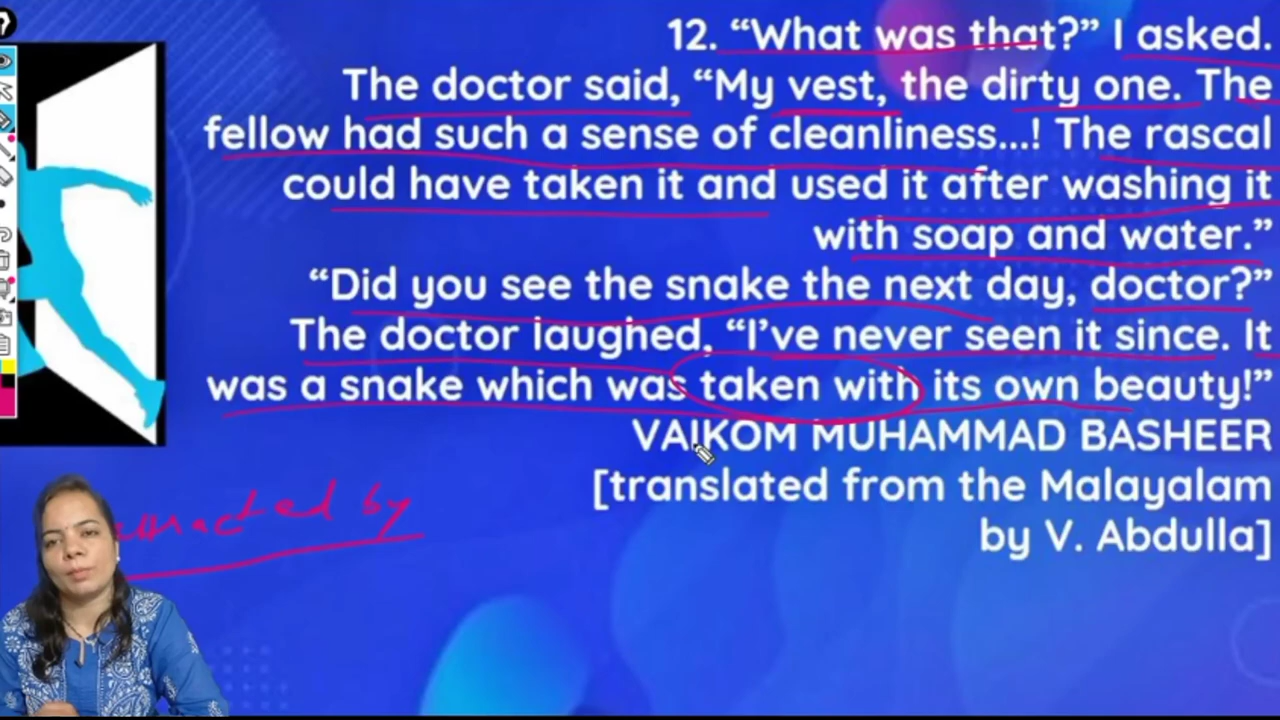 12. “What was that?” I asked.
The doctor said, “My vest, the dirty one. The
fellow had such a sense of cleanliness...! The rascal
could have taken it and used it after washing it
with soap and water.”
“Did you see the snake the next day, doctor?”
The doctor laughed, “I’ve never seen it since. It
was a snake which was taken with its own beauty!”
VAIKOM MUHAMMAD BASHEER
[translated from the Malayalam
by V. Abdulla]
by